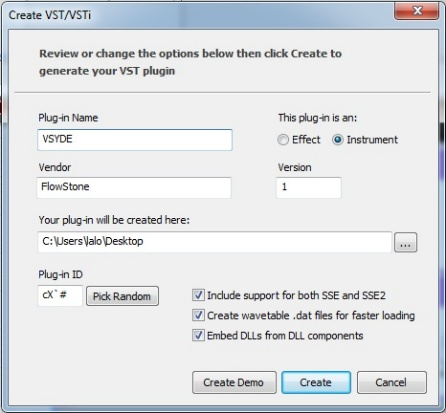 Create VST/VSTi
Review or change the options below then click Create to
generate your VST plugin
Plug-in Name
This plug-in is an:
VSYDE
Effect
Instrument
Vendor
Version
FlowStone
1
Your plug-in will be created here:
C:\Users\lalo\Desktop
...
Plug-in ID
cX`#
Pick Random
Include support for both SSE and SSE2
Create wavetable .dat files for faster loading
Embed DLLs from DLL components
Create Demo
Create
Cancel